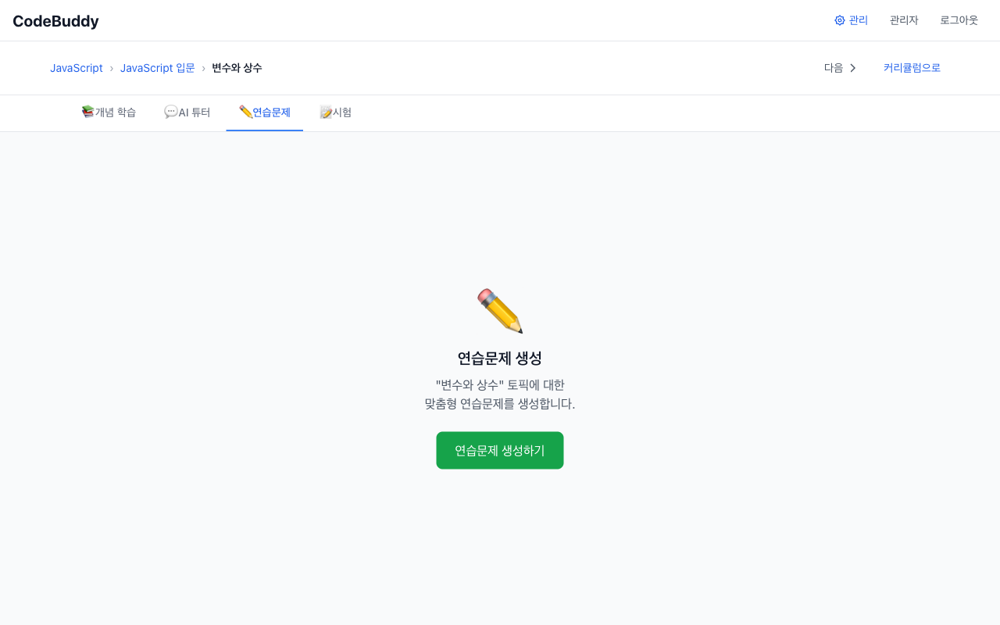 CodeBuddy
관리
관리자
로그아웃
JavaScript › JavaScript 입문 › 변수와 상수
다음
커리큘럼으로
개념 학습
AI 튜터
연습문제
시험
연습문제 생성
"변수와 상수" 토픽에 대한
맞춤형 연습문제를 생성합니다.
연습문제 생성하기